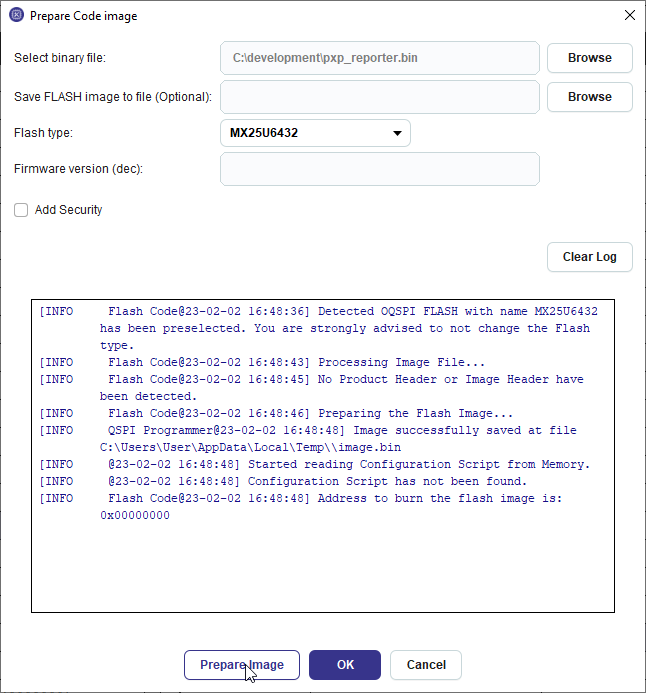 Prepare Code image
Select binary file:
C:\development\pxp_reporter.bin
Browse
Save FLASH image to file (Optional):
Browse
Flash type:
MX25U6432
Firmware version (dec):
Add Security
Clear Log
[INFO Flash Code@23-02-02 16:48:36] Detected OQSPI FLASH with name MX25U6432
has been preselected. You are strongly advised to not change the Flash
type.
[INFO Flash Code@23-02-02 16:48:43] Processing Image File...
[INFO Flash Code@23-02-02 16:48:45] No Product Header or Image Header have
been detected.
[INFO Flash Code@23-02-02 16:48:46] Preparing the Flash Image...
[INFO QSPI Programmer@23-02-02 16:48:48] Image successfully saved at file
C:\Users\User\AppData\Local\Temp\\image.bin
[INFO @23-02-02 16:48:48] Started reading Configuration Script from Memory.
[INFO @23-02-02 16:48:48] Configuration Script has not been found.
[INFO Flash Code@23-02-02 16:48:48] Address to burn the flash image is:
0x00000000
Prepare Image
OK
Cancel